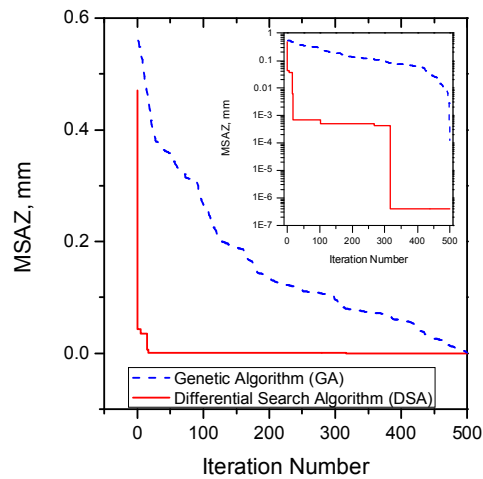 0.6
0.4
0.2
0.0
MSAZ, mm
0
100
200
300
400
500
Iteration Number
1
0.1
0.01
1E-3
1E-4
1E-5
1E-6
1E-7
MSAZ, mm
0
100
200
300
400
500
Iteration Number
Genetic Algorithm (GA)
Differential Search Algorithm (DSA)